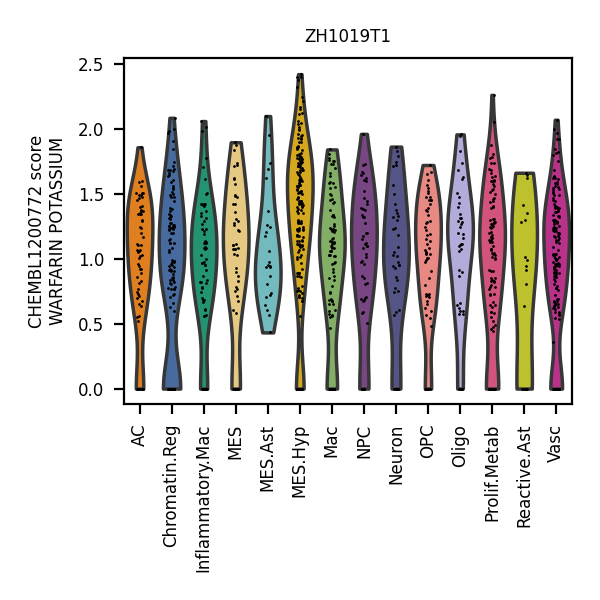 ZH1019T1
CHEMBL1200772 score
WARFARIN POTASSIUM
2.5
2.0
1.5
1.0
0.5
0.0
AC
Chromatin.Reg
Inflammatory.Mac
MES
MES.Ast
MES.Hyp
Mac
NPC
Neuron
OPC
Oligo
Prolif.Metab
Reactive.Ast
Vasc